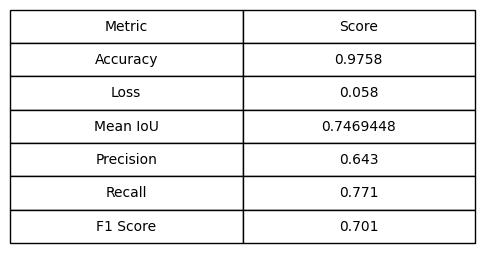 Metric Score
Accuracy 0.9758
Loss 0.058
Mean IoU 0.7469448
Precision 0.643
Recall 0.771
F1 Score 0.701